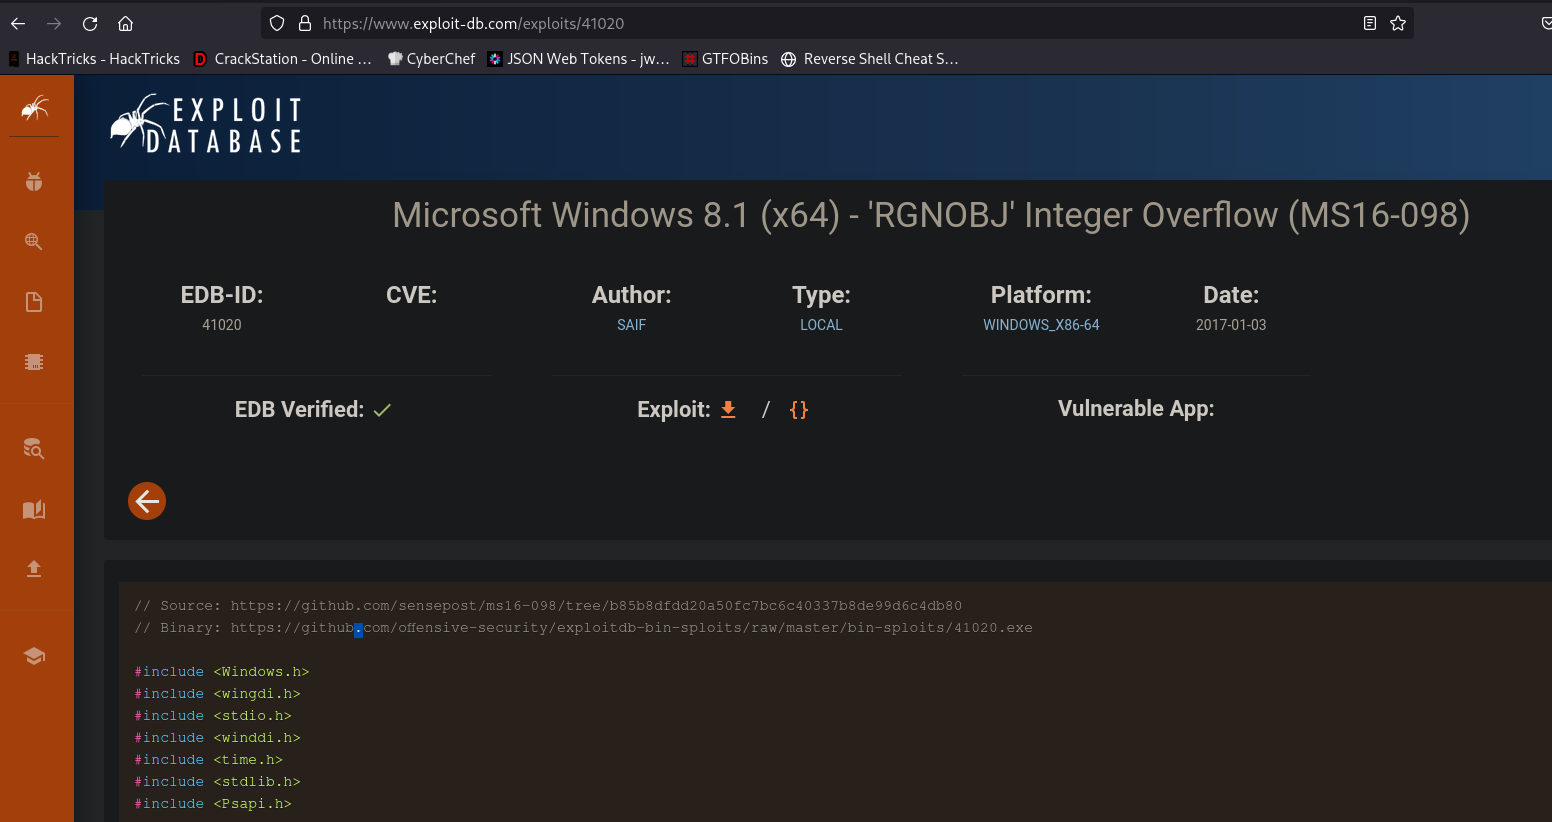 https://www.exploit-db.com/exploits/41020
HackTricks - HackTricks CrackStation - Online ... CyberChef JSON Web Tokens - jw... GTFOBins Reverse Shell Cheat S...
EXPLOIT
DATABASE
Microsoft Windows 8.1 (x64) - 'RGNOBJ' Integer Overflow (MS16-098)
EDB-ID: CVE: Author: Type: Platform: Date:
41020 SAIF LOCAL WINDOWS_X86-64 2017-01-03
EDB Verified: Exploit: / {} Vulnerable App:
// Source: https://github.com/sensepost/ms16-098/tree/b85b8dfdd20a50fc7bc6c40337b8de99d6c4db80
// Binary: https://github.com/offensive-security/exploitdb-bin-sploits/raw/master/bin-sploits/41020.exe
#include <Windows.h>
#include <wingdi.h>
#include <stdio.h>
#include <winddi.h>
#include <time.h>
#include <stdlib.h>
#include <Psapi.h>